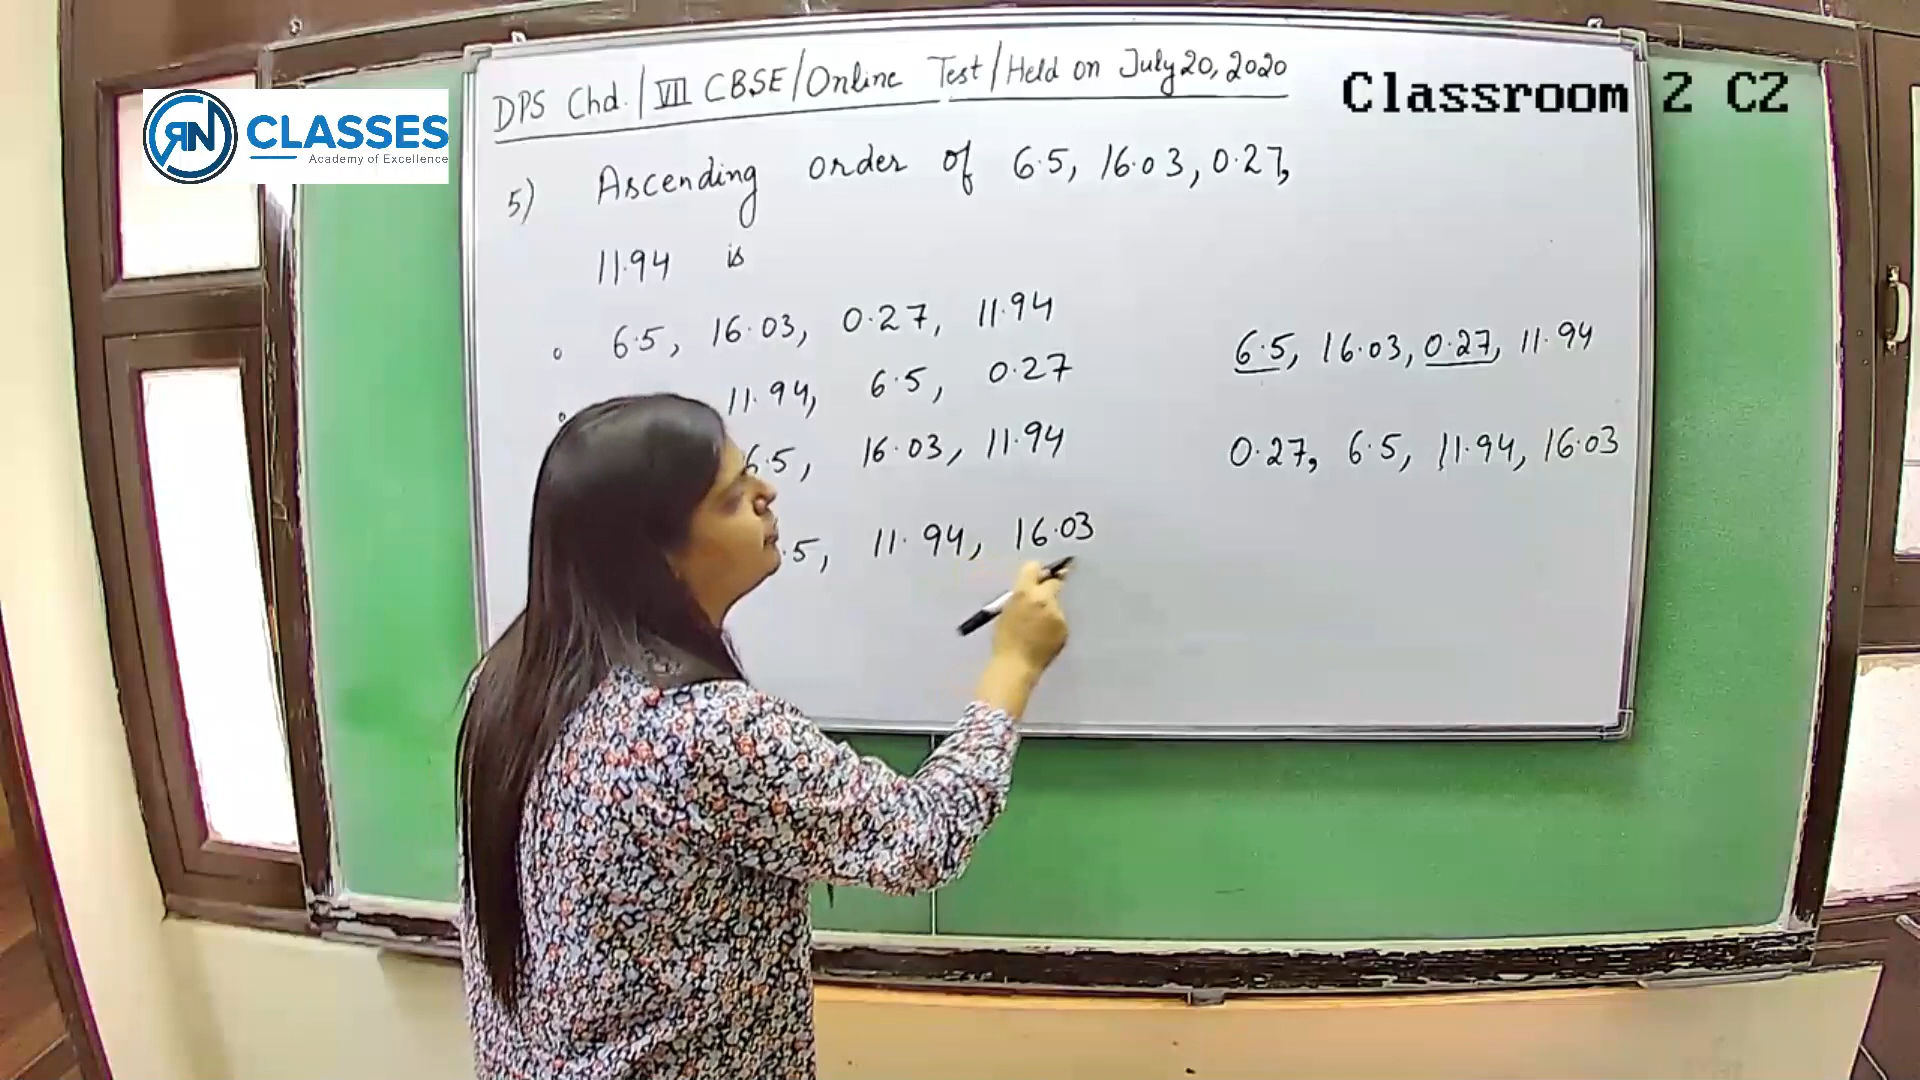 RN CLASSES
Academy of Excellence
Classroom 2 C2
DPS Chd./VII CBSE/Online Test/Held on July 20, 2020
5) Ascending order of 6.5, 16.03, 0.27,
11.94 is
6.5, 16.03, 0.27, 11.94
11.94, 6.5, 0.27
6.5, 16.03, 11.94
.5, 11.94, 16.03
6.5, 16.03, 0.27, 11.94
0.27, 6.5, 11.94, 16.03